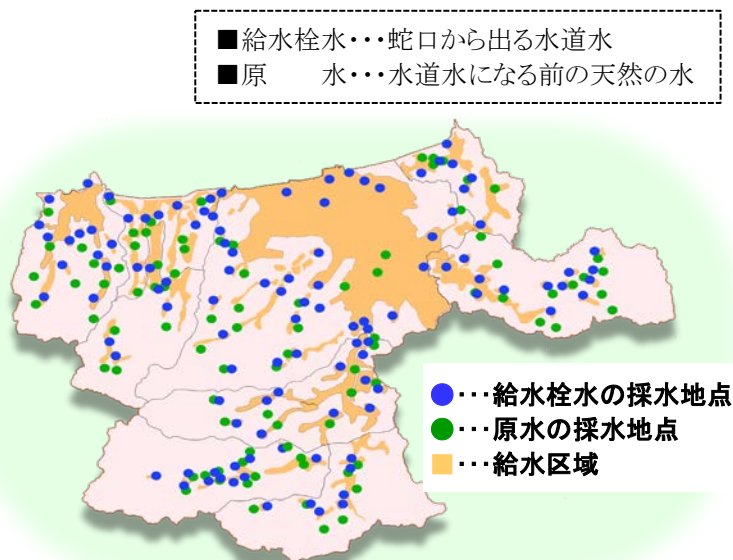 ■給水栓水･･･蛇口から出る水道水
■原　　水･･･水道水になる前の天然の水
●･･･給水栓水の採水地点
●･･･原水の採水地点
■･･･給水区域